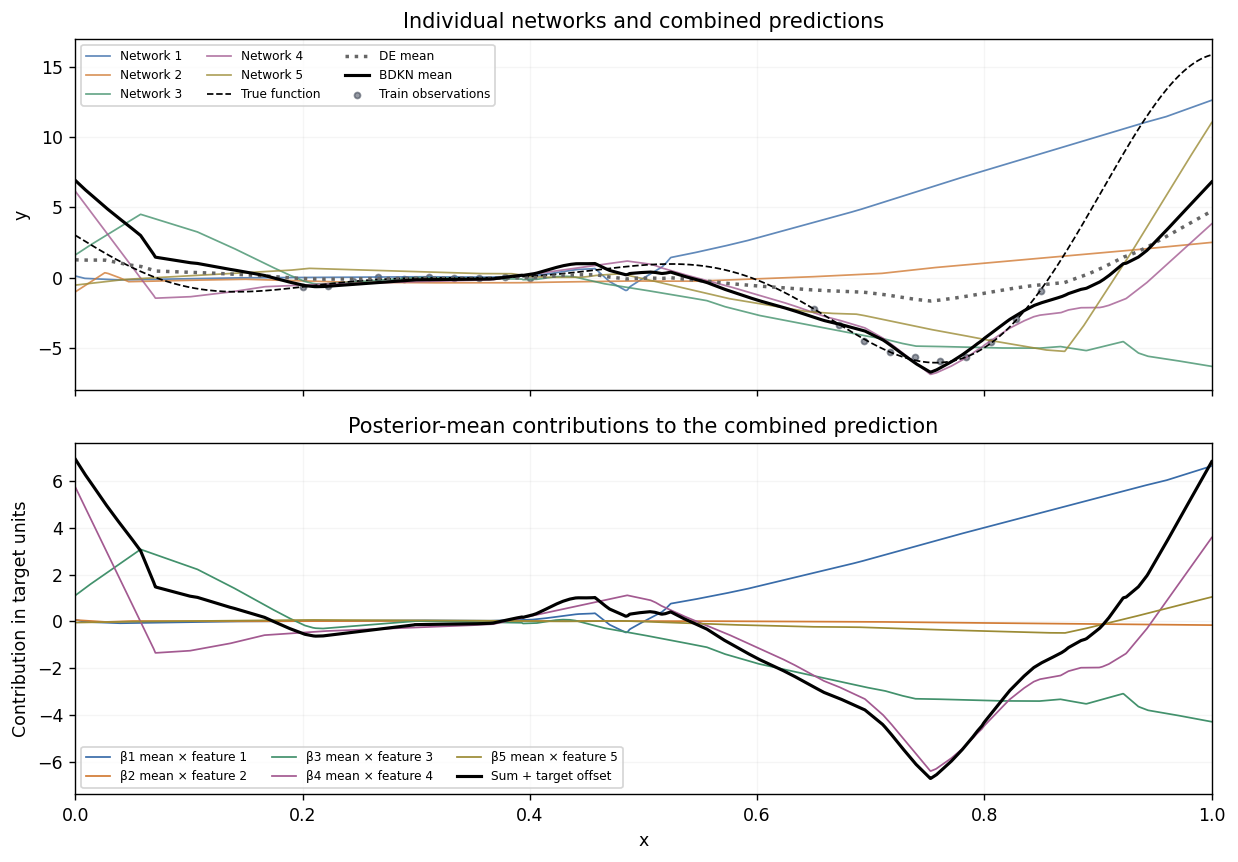 Individual networks and combined predictions
Network 1
Network 2
Network 3
Network 4
Network 5
True function
DE mean
BDKN mean
Train observations
y
15
10
5
0
−5
Posterior-mean contributions to the combined prediction
Contribution in target units
6
4
2
0
−2
−4
−6
β1 mean × feature 1
β2 mean × feature 2
β3 mean × feature 3
β4 mean × feature 4
β5 mean × feature 5
Sum + target offset
0.0 0.2 0.4 0.6 0.8 1.0
x